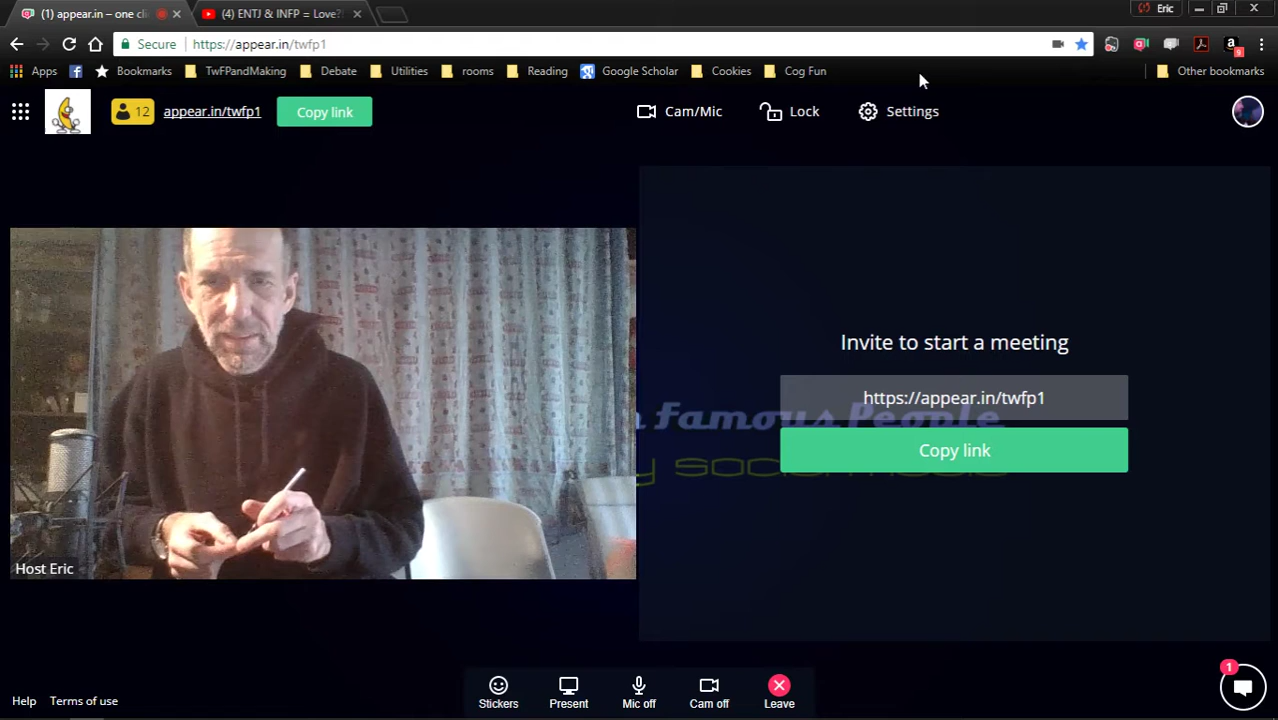 (1) appear.in – one cli
(4) ENTJ & INFP = Love?!
Eric
Secure
https://appear.in/twfp1
9
Apps
Bookmarks
TwFPandMaking
Debate
Utilities
rooms
Reading
Google Scholar
Cookies
Cog Fun
Other bookmarks
12
appear.in/twfp1
Copy link
Cam/Mic
Lock
Settings
Invite to start a meeting
https://appear.in/twfp1
Famous People
Copy link
Host Eric
Stickers
Present
Mic off
Cam off
Leave
Help
Terms of use
1